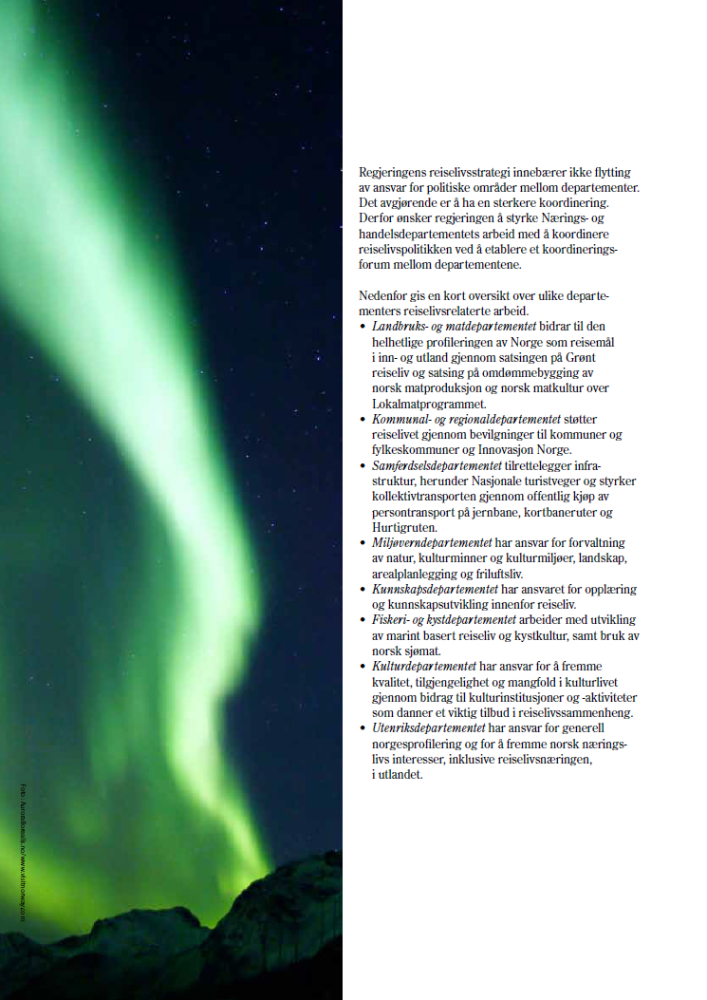 Regjeringens reiselivsstrategi innebærer ikke flytting
av ansvar for politiske områder mellom departementer.
Det avgjørende er å ha en sterkere koordinering.
Derfor ønsker regjeringen å styrke Nærings- og
handelsdepartementets arbeid med å koordinere
reiselivspolitikken ved å etablere et koordinerings-
forum mellom departementene.

Nedenfor gis en kort oversikt over ulike departe-
menters reiselivsrelaterte arbeid.
• Landbruks- og matdepartementet bidrar til den
helhetlige profileringen av Norge som reisemål
i inn- og utland gjennom satsingen på Grønt
reiseliv og satsing på omdømmebygging av
norsk matproduksjon og norsk matkultur over
Lokalmatprogrammet.
• Kommunal- og regionaldepartementet støtter
reiselivet gjennom bevilgninger til kommuner og
fylkeskommuner og Innovasjon Norge.
• Samferdselsdepartementet tilrettelegger infra-
struktur, herunder Nasjonale turistveger og styrker
kollektivtransporten gjennom offentlig kjøp av
persontransport på jernbane, kortbaneruter og
Hurtigruten.
• Miljøverndepartementet har ansvar for forvaltning
av natur, kulturminner og kulturmiljøer, landskap,
arealplanlegging og friluftsliv.
• Kunnskapsdepartementet har ansvaret for opplæring
og kunnskapsutvikling innenfor reiseliv.
• Fiskeri- og kystdepartementet arbeider med utvikling
av marint basert reiseliv og kystkultur, samt bruk av
norsk sjømat.
• Kulturdepartementet har ansvar for å fremme
kvalitet, tilgjengelighet og mangfold i kulturlivet
gjennom bidrag til kulturinstitusjoner og -aktiviteter
som danner et viktig tilbud i reiselivssammenheng.
• Utenriksdepartementet har ansvar for generell
norgesprofilering og for å fremme norsk nærings-
livs interesser, inklusive reiselivsnæringen,
i utlandet.
Foto: